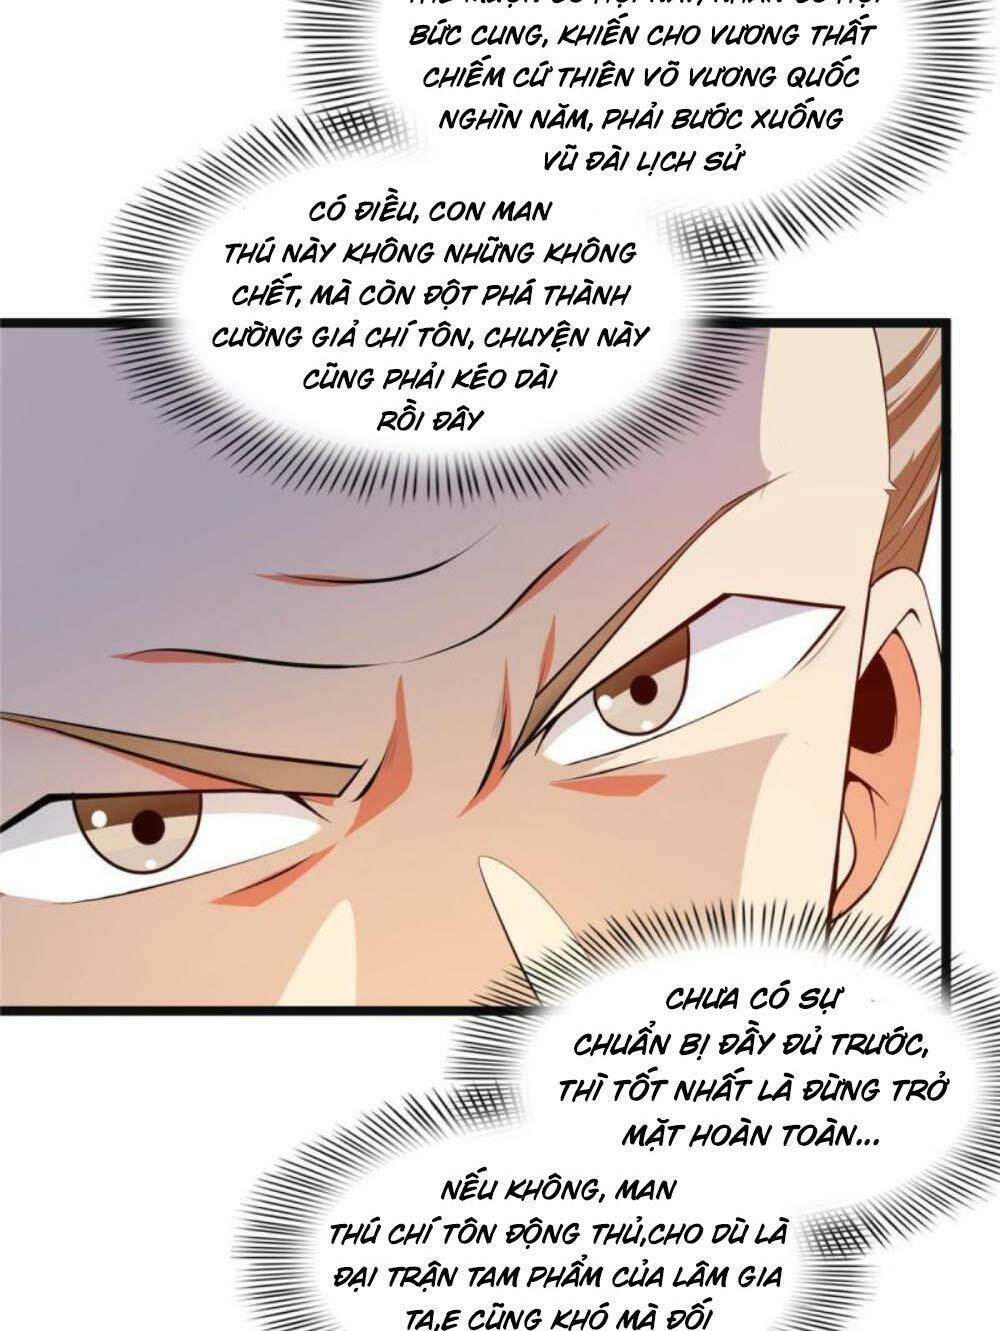 BỨC CUNG, KHIẾN CHO VƯƠNG THẤT
CHIẾM CỨ THIÊN VÕ VƯƠNG QUỐC
NGHÌN NĂM, PHẢI BƯỚC XUỐNG
VŨ ĐÀI LỊCH SỬ
CÓ ĐIỀU, CON MAN
THÚ NÀY KHÔNG NHỮNG KHÔNG
CHẾT, MÀ CÒN ĐỘT PHÁ THÀNH
CƯỜNG GIẢ CHÍ TÔN, CHUYỆN NÀY
CŨNG PHẢI KÉO DÀI
RỒI ĐÂY
CHƯA CÓ SỰ
CHUẨN BỊ ĐẦY ĐỦ TRƯỚC,
THÌ TỐT NHẤT LÀ ĐỪNG TRỞ
MẶT HOÀN TOÀN...
NẾU KHÔNG, MAN
THÚ CHÍ TÔN ĐỘNG THỦ,CHO DÙ LÀ
ĐẠI TRẬN TAM PHẨM CỦA LÂM GIA
TA,E CŨNG KHÓ MÀ ĐỐI